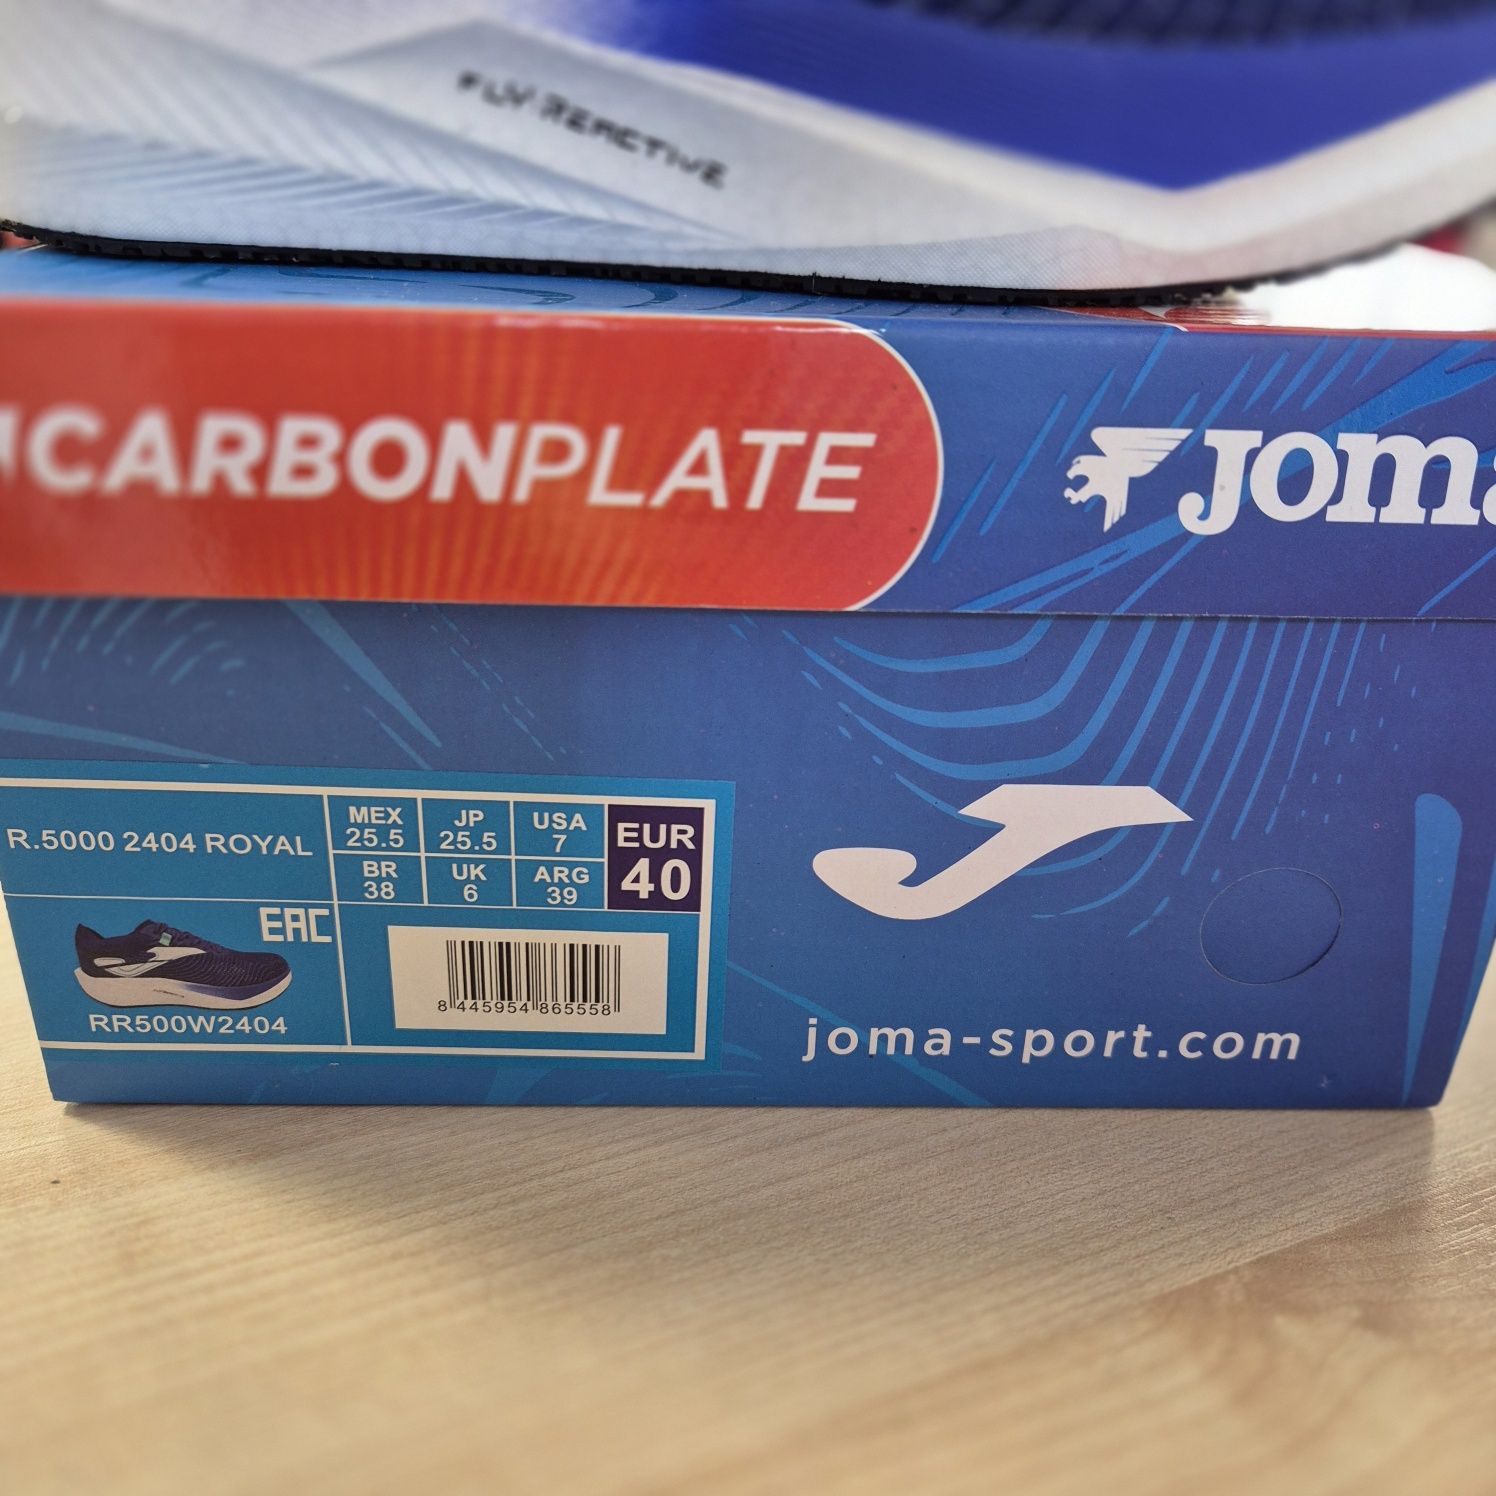 FLY-REACTIVE
CARBONPLATE
JOMA
R.5000 2404 ROYAL
MEX
25.5
JP
25.5
USA
7
EUR
40
BR
38
UK
6
ARG
39
EAC
RR500W2404
8 445954 865558
joma-sport.com